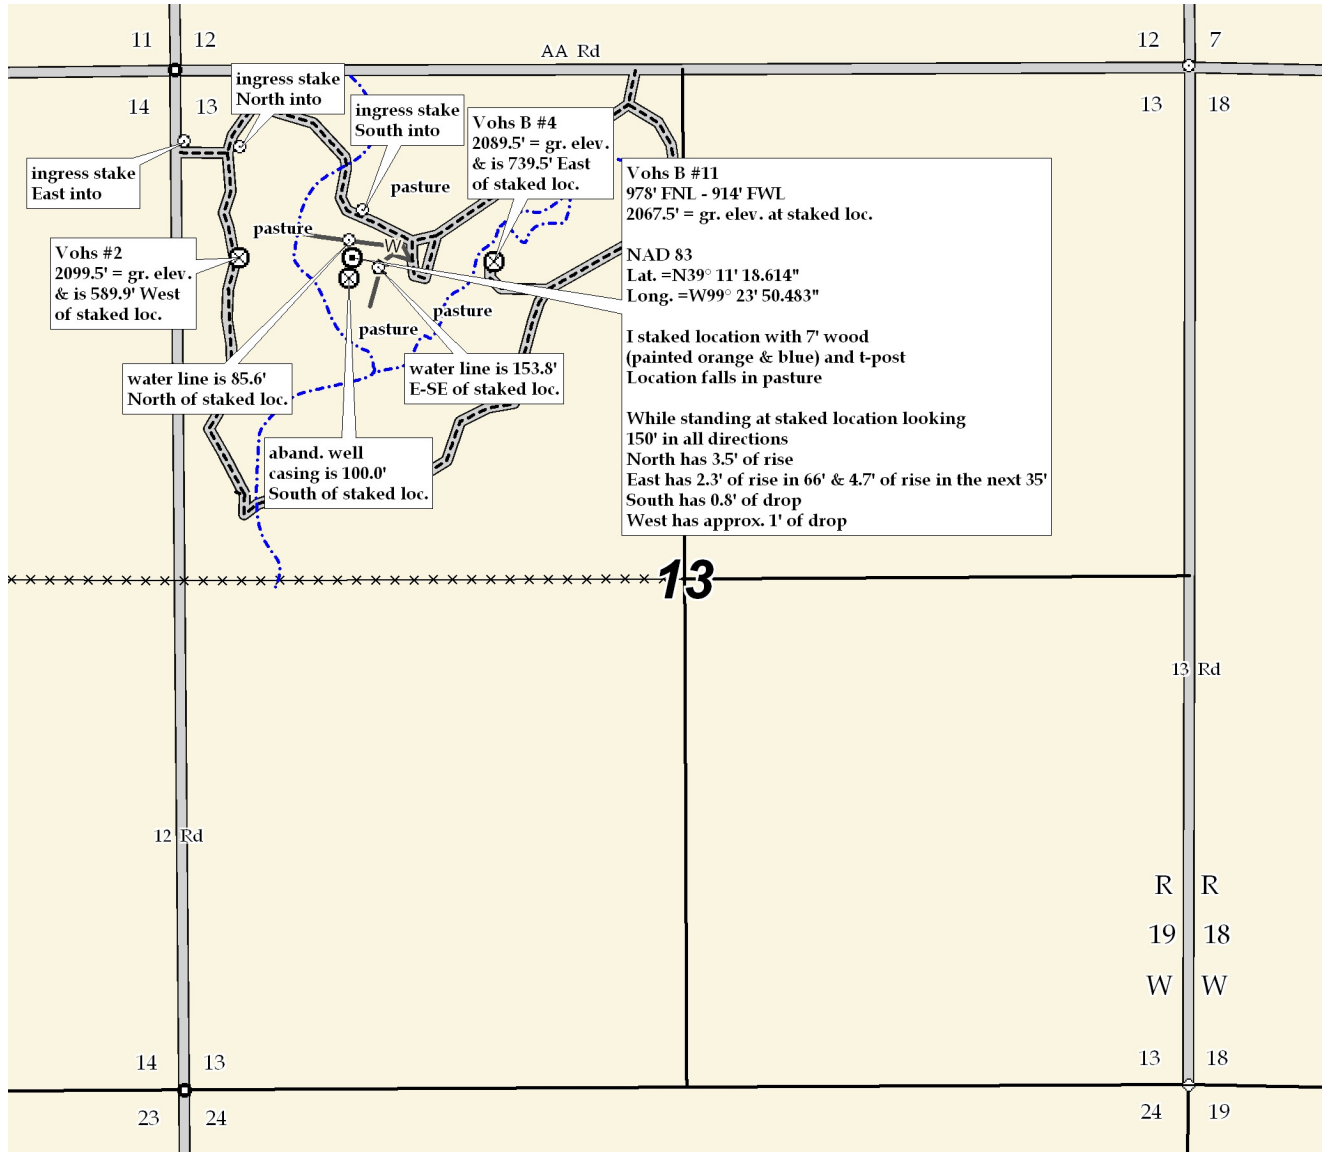 11
12
12
7
AA Rd
14
13
13
18
ingress stake
North into
ingress stake
South into
Vohs B #4
2089.5' = gr. elev.
& is 739.5' East
of staked loc.
ingress stake
East into
pasture
pasture
W
Vohs #2
2099.5' = gr. elev.
& is 589.9' West
of staked loc.
Vohs B #11
978' FNL - 914' FWL
2067.5' = gr. elev. at staked loc.
NAD 83
Lat. =N39° 11' 18.614"
Long. =W99° 23' 50.483"
I staked location with 7' wood
(painted orange & blue) and t-post
Location falls in pasture
While standing at staked location looking
150' in all directions
North has 3.5' of rise
East has 2.3' of rise in 66' & 4.7' of rise in the next 35'
South has 0.8' of drop
West has approx. 1' of drop
pasture
pasture
water line is 85.6'
North of staked loc.
water line is 153.8'
E-SE of staked loc.
aband. well
casing is 100.0'
South of staked loc.
13
13 Rd
12 Rd
R R
19 18
W W
14
13
13
18
23
24
24
19